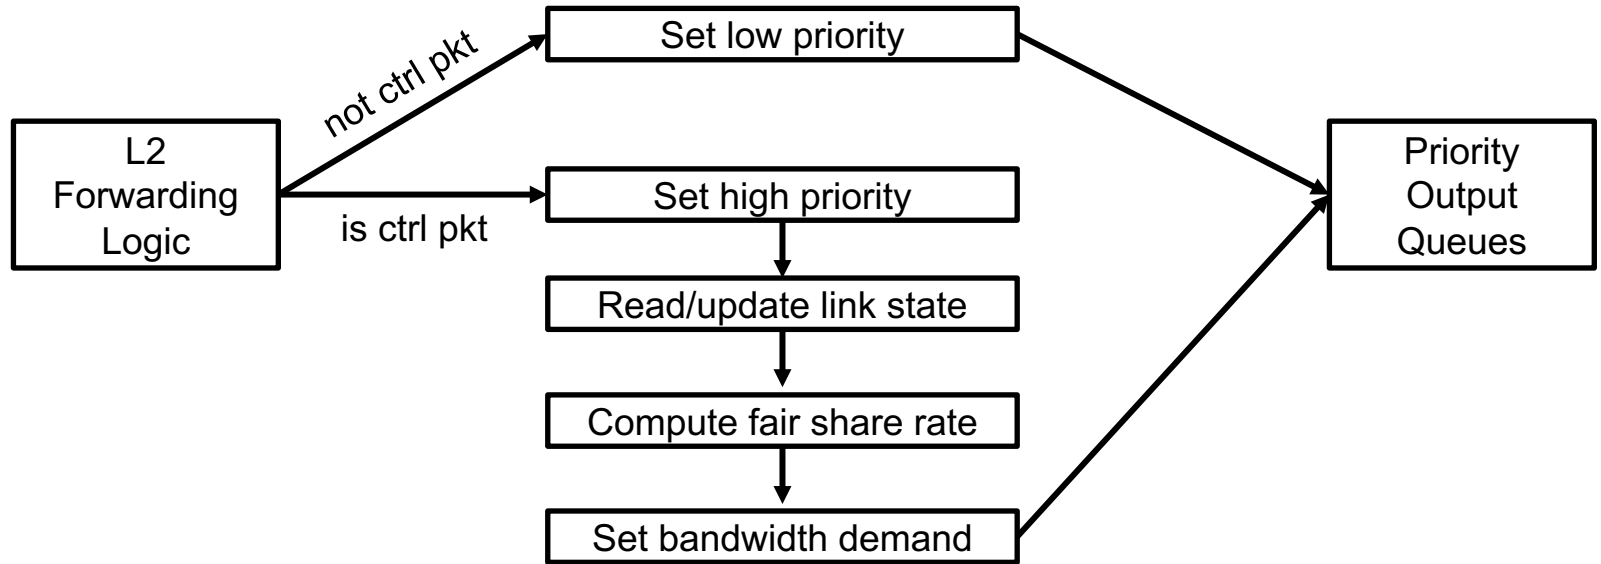 Set low priority
not ctrl pkt
L2
Forwarding
Logic
Priority
Output
Queues
Set high priority
is ctrl pkt
Read/update link state
Compute fair share rate
Set bandwidth demand